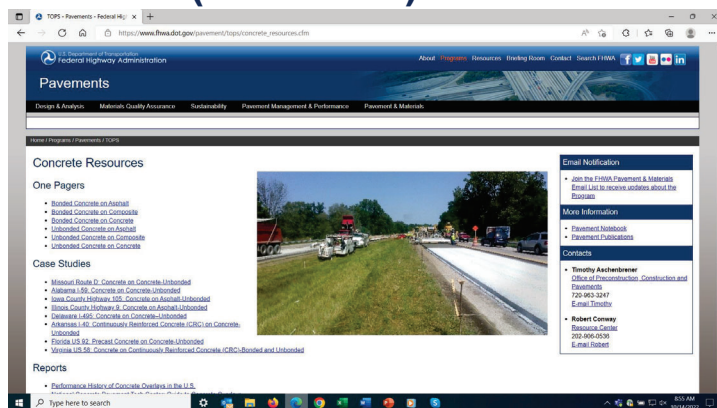 TOPS - Pavements - Federal High
https://www.fhwa.dot.gov/pavement/tops/concrete_resources.cfm
U.S. Department of Transportation
Federal Highway Administration
About Programs Resources Briefing Room Contact Search FHWA
Pavements
Design & Analysis Materials Quality Assurance Sustainability Pavement Management & Performance Pavement & Materials
Home / Programs / Pavements / TOPS
Concrete Resources
One Pagers
Bonded Concrete on Asphalt
Bonded Concrete on Composite
Bonded Concrete on Concrete
Unbonded Concrete on Asphalt
Unbonded Concrete on Composite
Unbonded Concrete on Concrete
Case Studies
Missouri Route D: Concrete on Concrete-Unbonded
Alabama I-59: Concrete on Concrete-Unbonded
Iowa County Highway 105: Concrete on Asphalt-Unbonded
Illinois County Highway 9: Concrete on Asphalt-Unbonded
Delaware I-495: Concrete on Concrete–Unbonded
Arkansas I-40: Continuously Reinforced Concrete (CRC) on Concrete-
Unbonded
Florida US 92: Precast Concrete on Concrete-Unbonded
Virginia US 58: Concrete on Continuously Reinforced Concrete (CRC)-Bonded and Unbonded
Reports
Performance History of Concrete Overlays in the U.S.
Email Notification
Join the FHWA Pavement & Materials
Email List to receive updates about the
Program
More Information
Pavement Notebook
Pavement Publications
Contacts
Timothy Aschenbrener
Office of Preconstruction, Construction and
Pavements
720-963-3247
E-mail Timothy
Robert Conway
Resource Center
202-906-0536
E-mail Robert
Type here to search
8:55 AM
10/14/2022